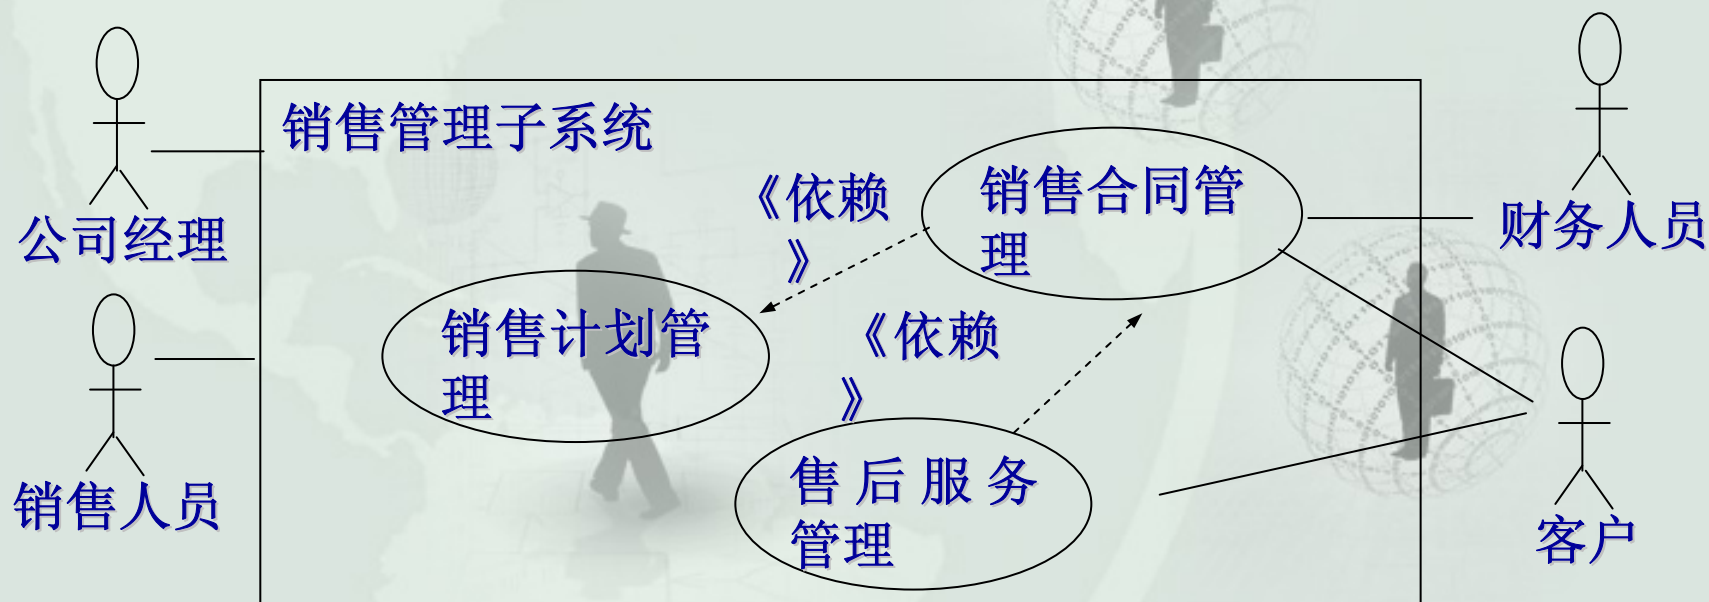 销售管理子系统
《依赖
》
销售合同管
理
公司经理
财务人员
销售计划管
理
《依赖
》
售后服务
管理
销售人员
客户